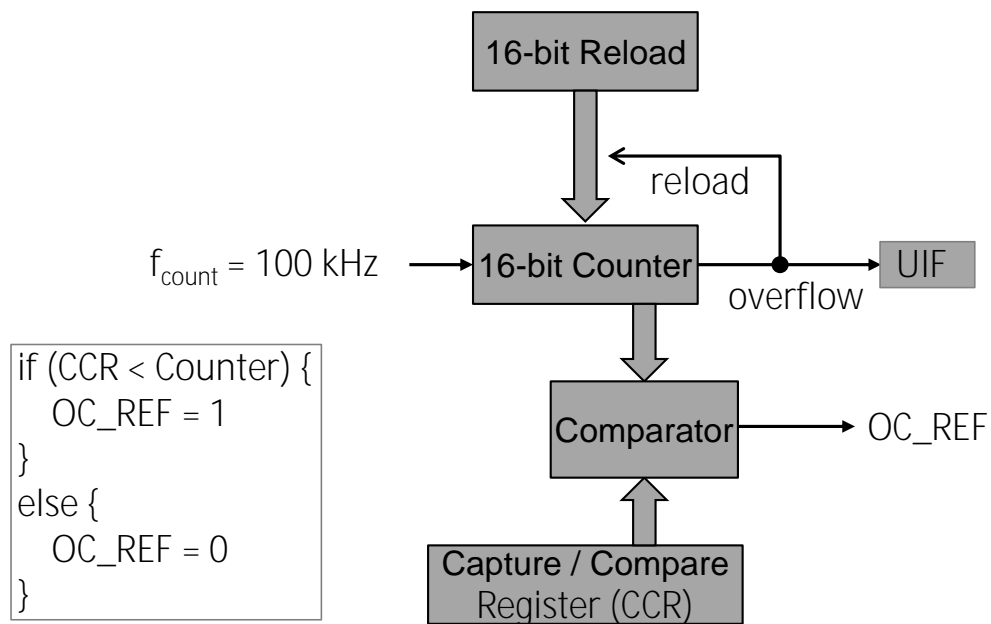 16-bit Reload
reload
f_count = 100 kHz
16-bit Counter
UIF
overflow
if (CCR < Counter) {
OC_REF = 1
}
else {
OC_REF = 0
}
Comparator
OC_REF
Capture / Compare
Register (CCR)